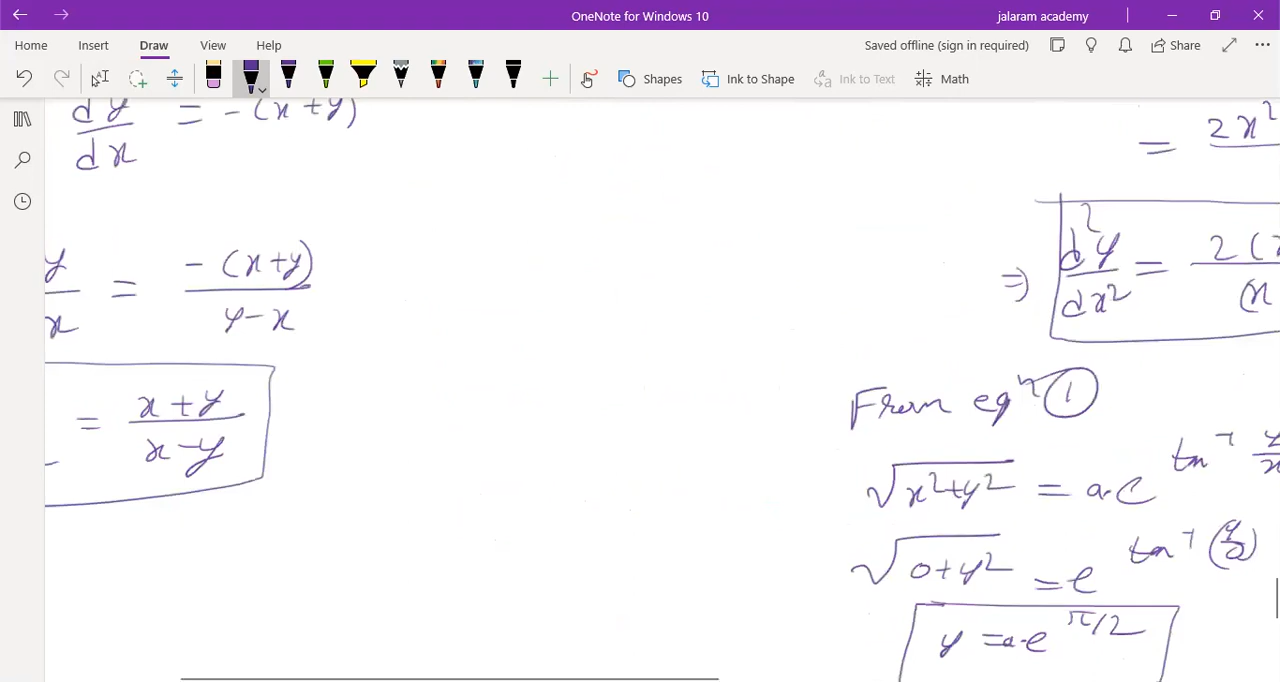 OneNote for Windows 10
jalaram academy
Home Insert Draw View Help
Saved offline (sign in required) Share
Shapes Ink to Shape Ink to Text Math
dy/dx = -(x+y)
y/x = -(x+y)/(y-x)
= (x+y)/(x-y)
= 2x²
⇒ d²y/dx² = 2(x/(x
From eqⁿ ①
√(x²+y²) = a·e^(tan⁻¹ y/x)
√(0+y²) = e^(tan⁻¹(y/0))
y = a·e^(π/2)